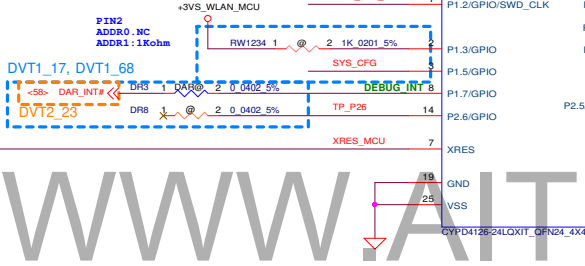 +3VS_WLAN_MCU
P1.2/GPIO/SWD_CLK
PIN2
ADDR0.NC
ADDR1:1Kohm
RW1234 1 @ 2 1K_0201_5% 2 P1.3/GPIO
SYS_CFG P1.5/GPIO
DVT1_17, DVT1_68
<58> DAR_INT# DR3 1 DAR@ 2 0_0402_5% DEBUG_INT 8 P1.7/GPIO
DVT2_23
DR8 1 @ 2 0_0402_5% TP_P26 14 P2.6/GPIO
P2.5
XRES_MCU 7 XRES
19 GND
25 VSS
CYPD4126-24LQXIT_QFN24_4X4
WWW.AIT